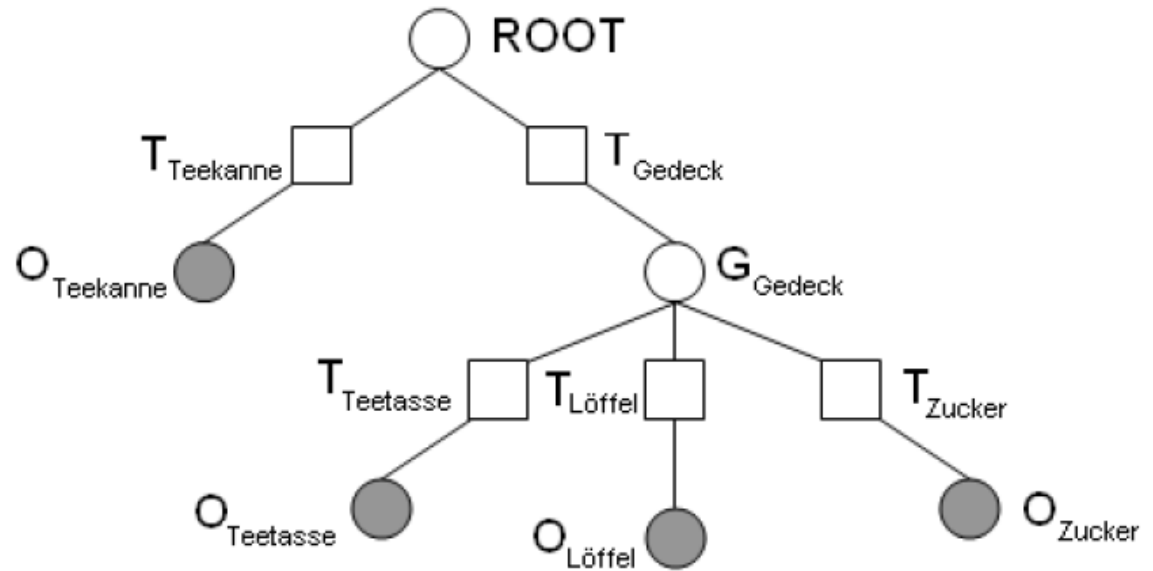 ROOT
T Teekanne
T Gedeck
O Teekanne
G Gedeck
T Teetasse
T Löffel
T Zucker
O Teetasse
O Löffel
O Zucker